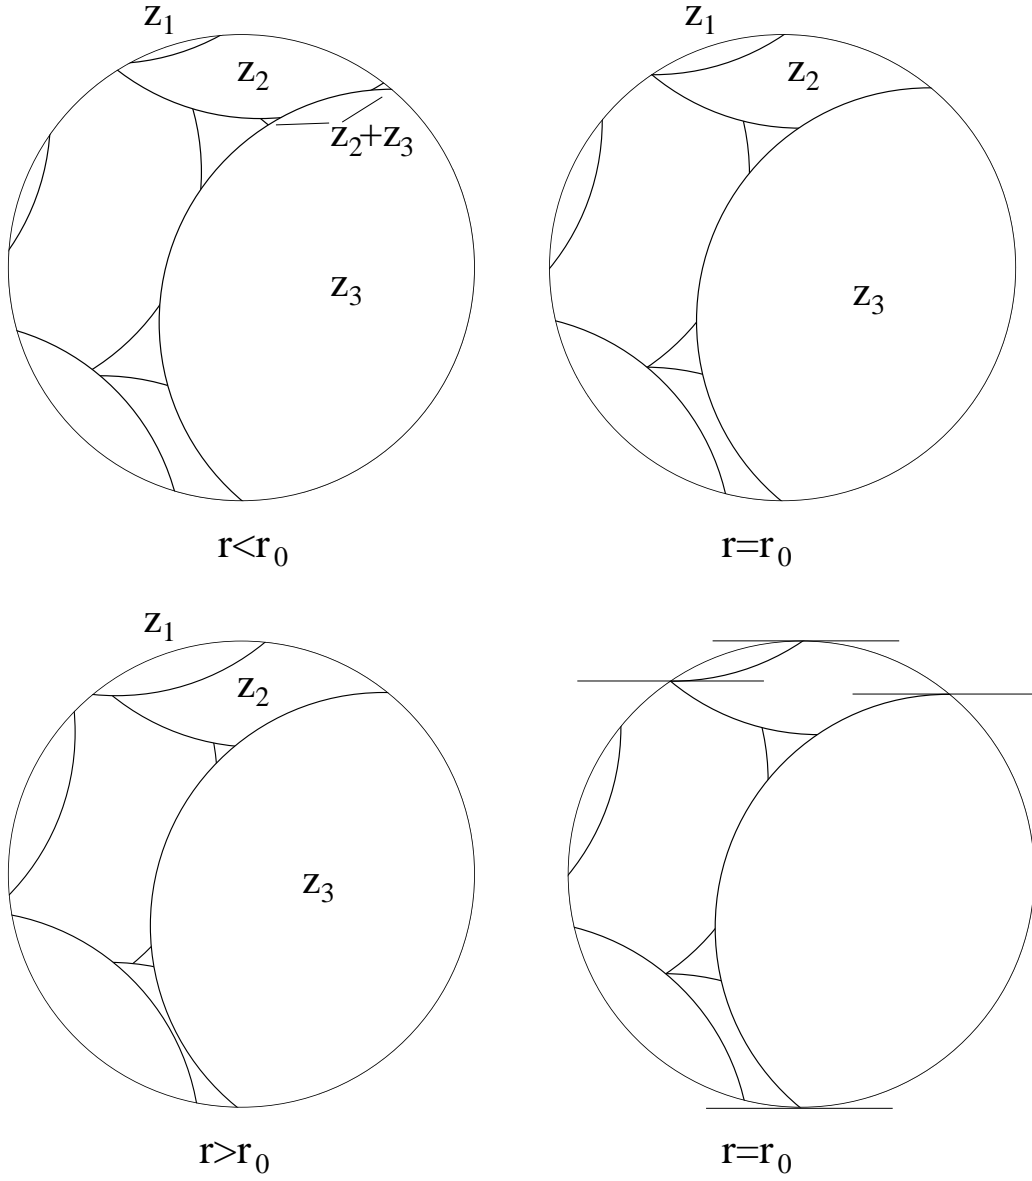 z₁ z₁
z₂ z₂
z₂+z₃
z₃ z₃
r<r₀ r=r₀
z₁
z₂
z₃
r>r₀ r=r₀